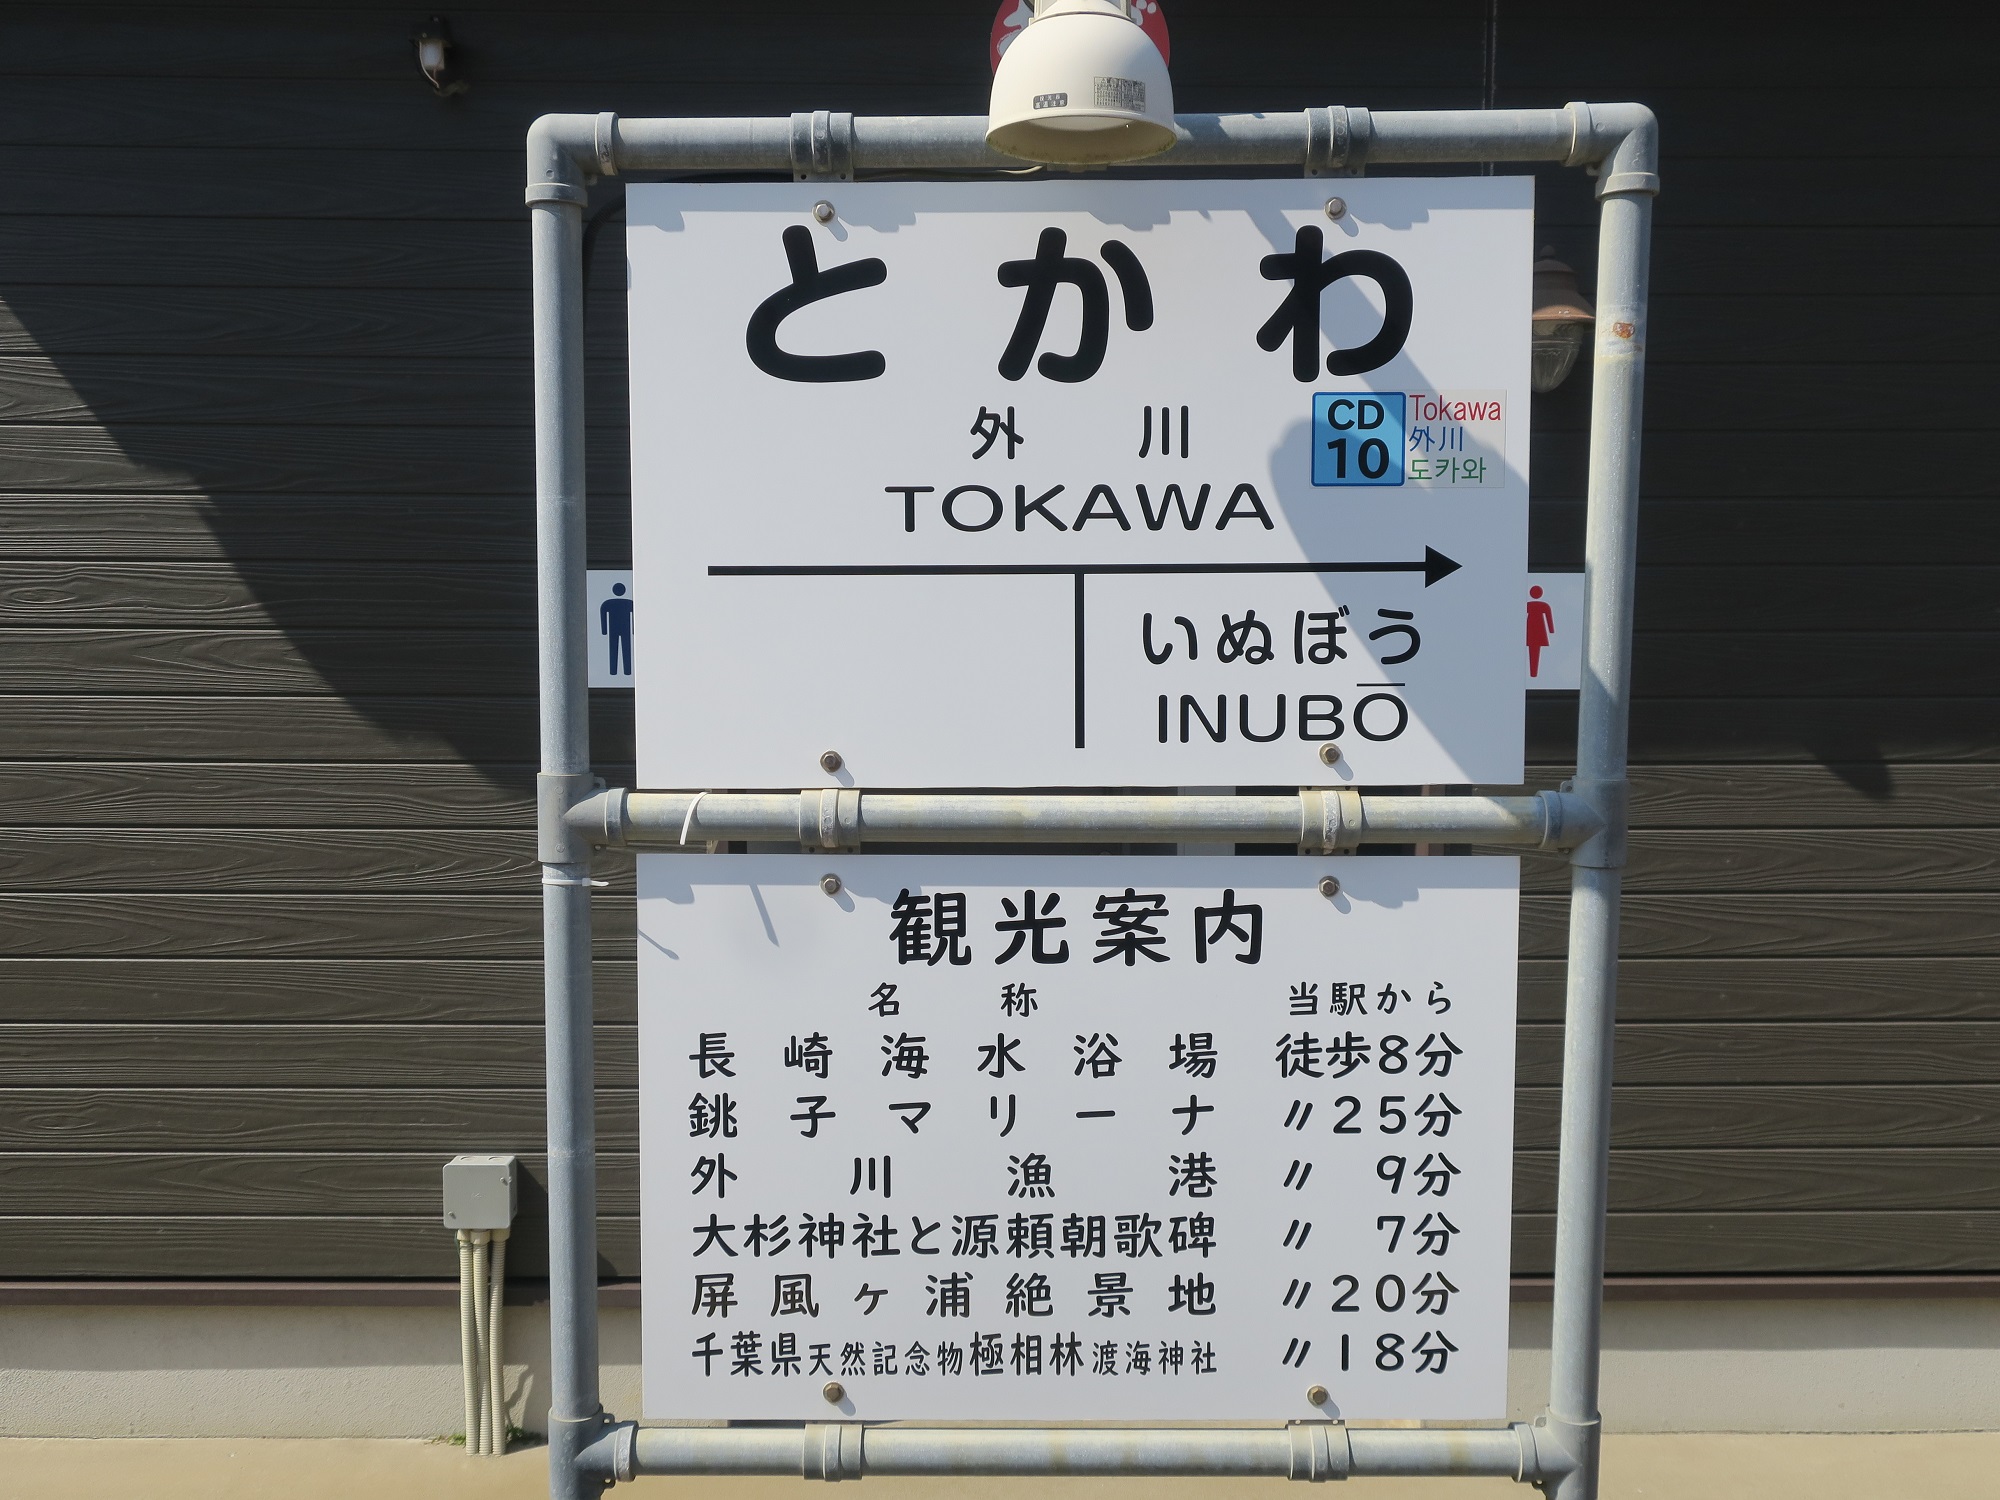 とかわ
外川
CD
10
Tokawa
外川
도카와
TOKAWA
いぬぼう
INUBŌ
観光案内
名称 当駅から
長崎海水浴場 徒歩8分
銚子マリーナ 〃25分
外川漁港 〃 9分
大杉神社と源頼朝歌碑 〃 7分
屏風ヶ浦絶景地 〃20分
千葉県天然記念物極相林渡海神社 〃18分